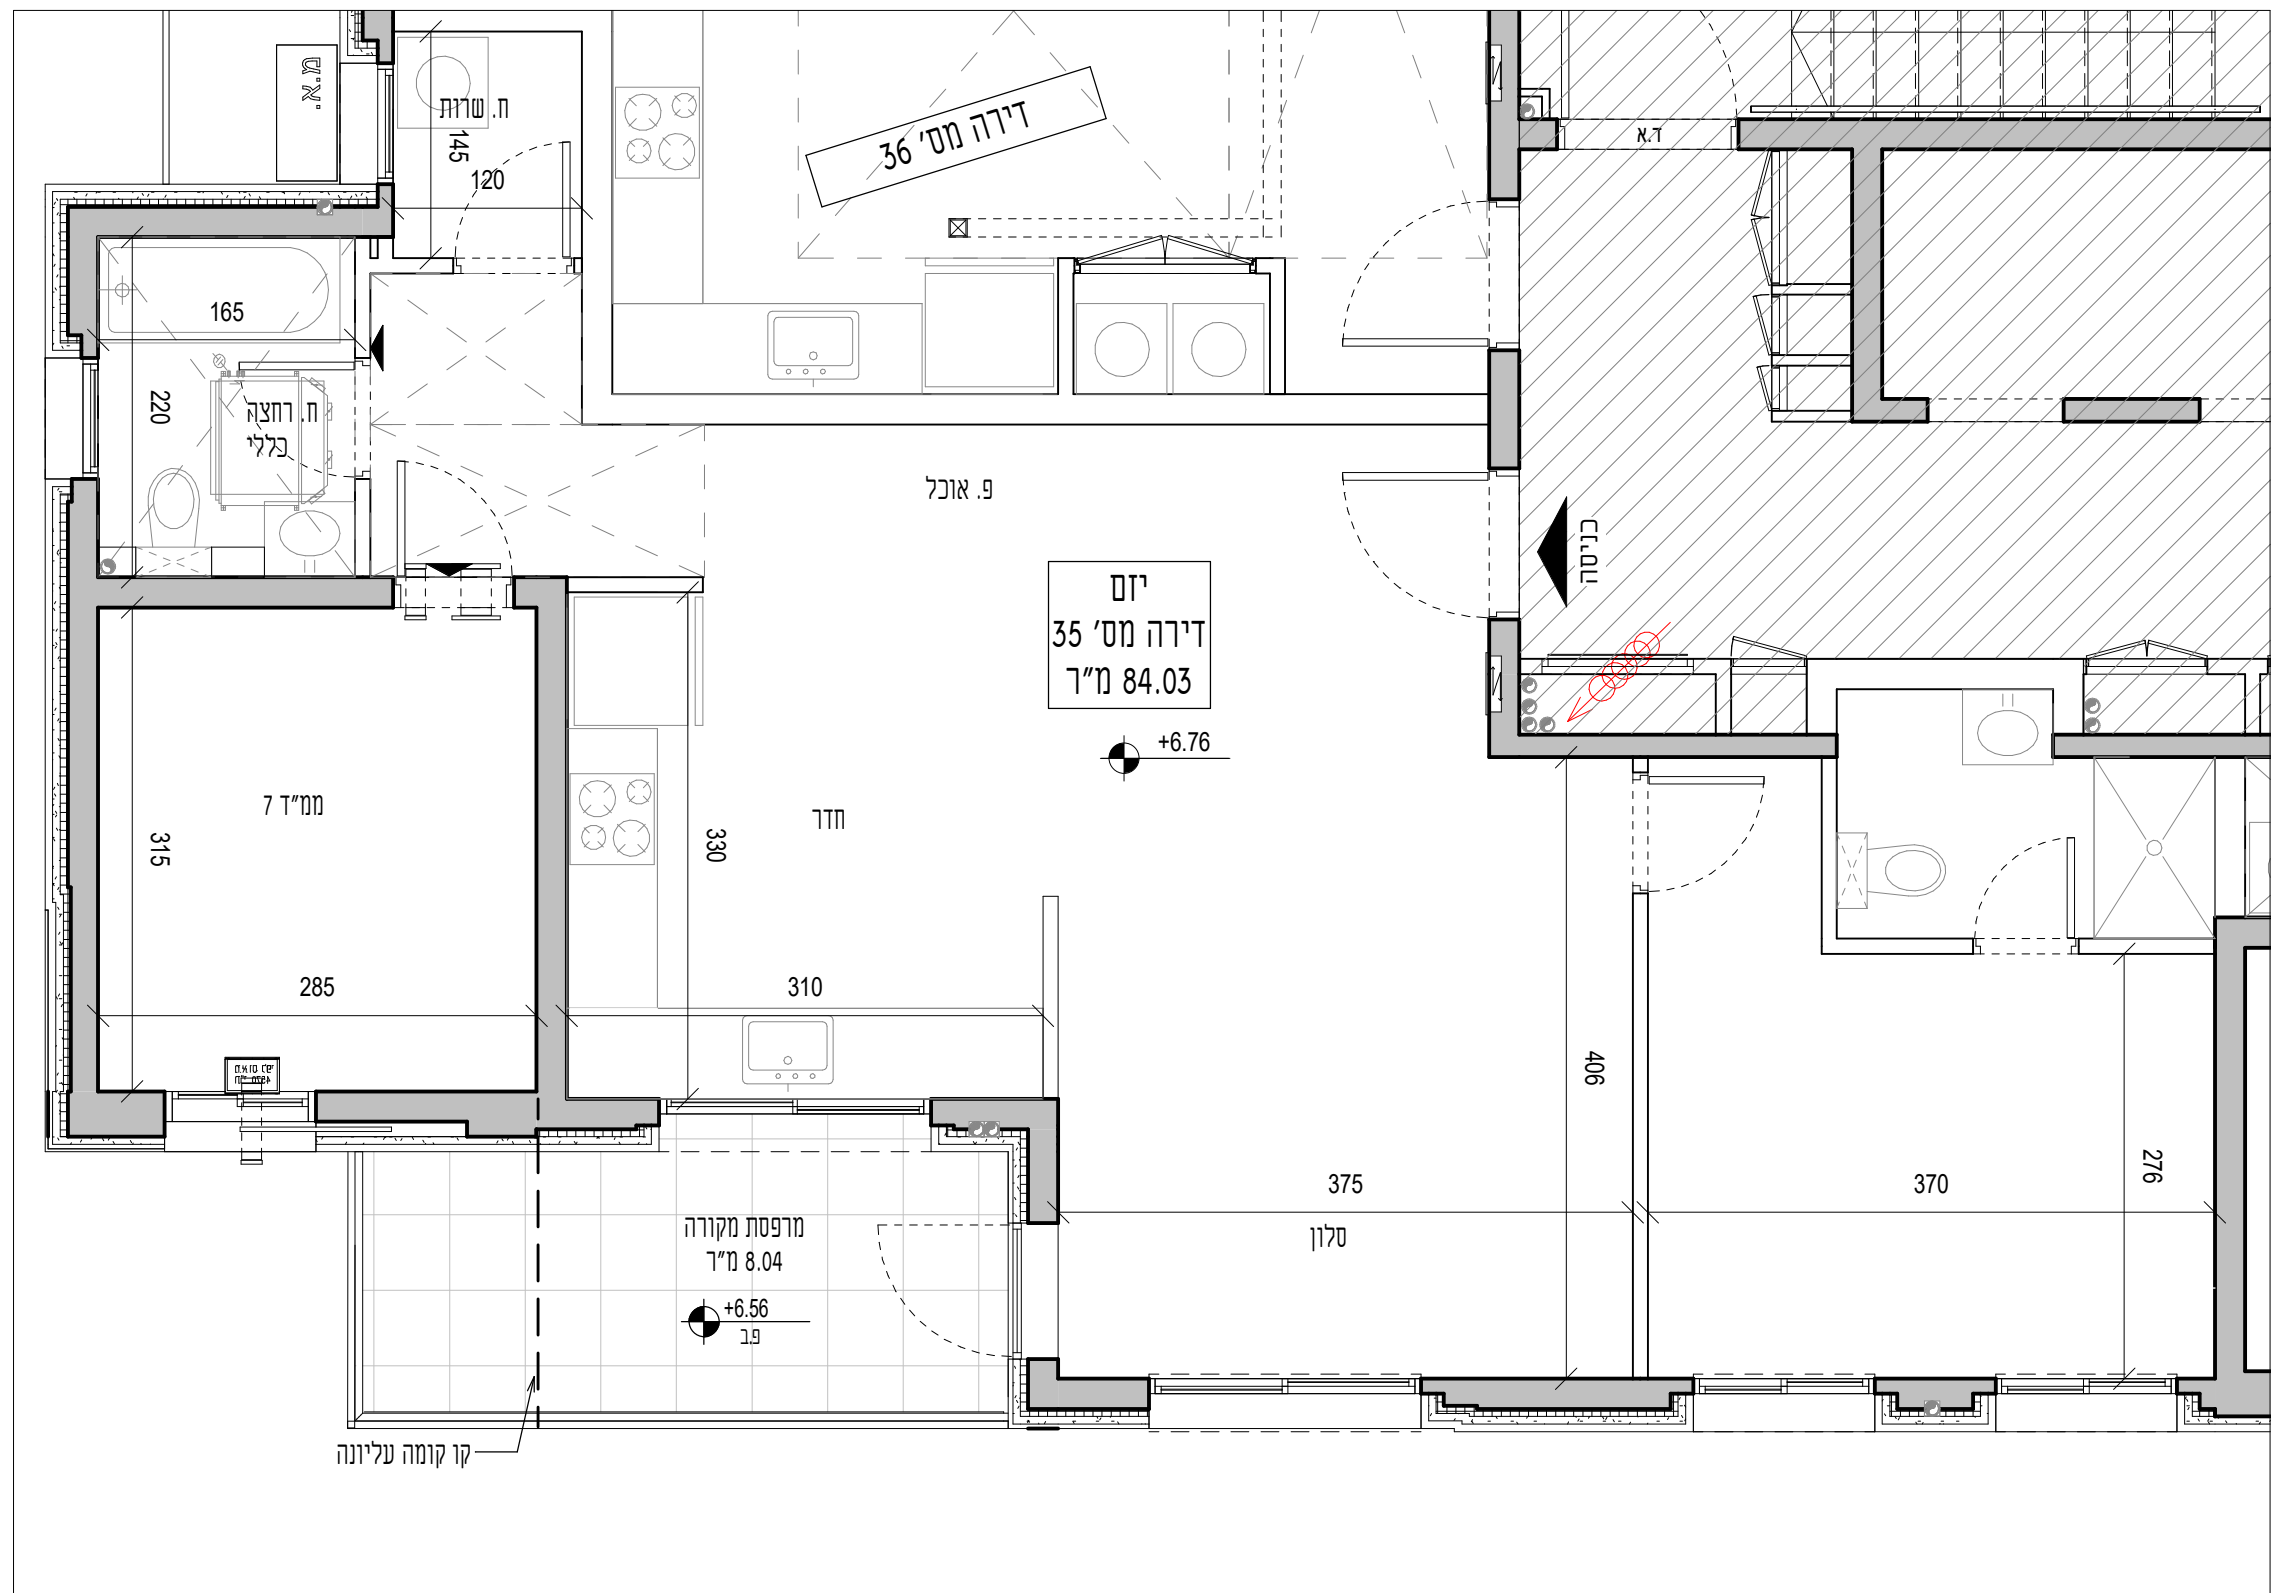 מ.א.
ח. שרות
145
120
דירה מס' 36
ד.א
165
220
ח. רחצה
כללי
פ. אוכל
כניסה
יזם
דירה מס' 35
84.03 מ"ר
+6.76
ממ"ד 7
315
330
חדר
285
310
406
375
סלון
370
276
מרפסת מקורה
8.04 מ"ר
+6.56
פ.ב
קו קומה עליונה